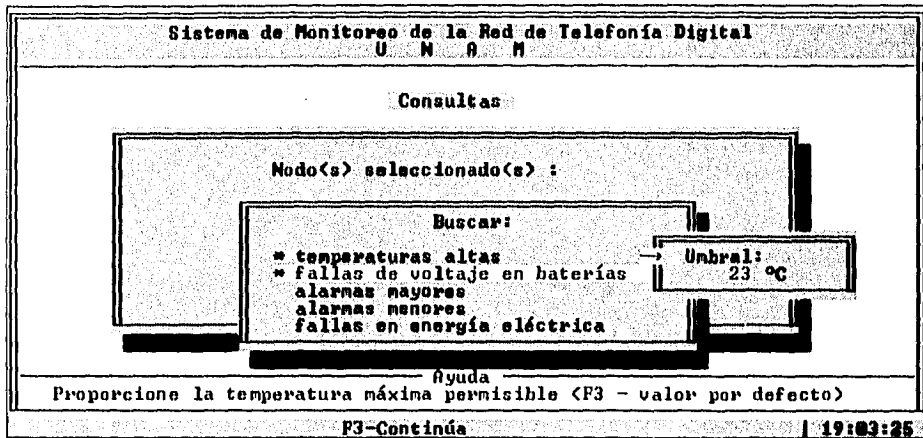 Sistema de Monitoreo de la Red de Telefonía Digital
U N A M
Consultas
Nodo(s) seleccionado(s) :
Buscar:
* temperaturas altas
* fallas de voltaje en baterías
alarmas mayores
alarmas menores
fallas en energía eléctrica
→ Umbral:
23 °C
Ayuda
Proporcione la temperatura máxima permisible (F3 - valor por defecto)
F3-Continúa | 19:03:25